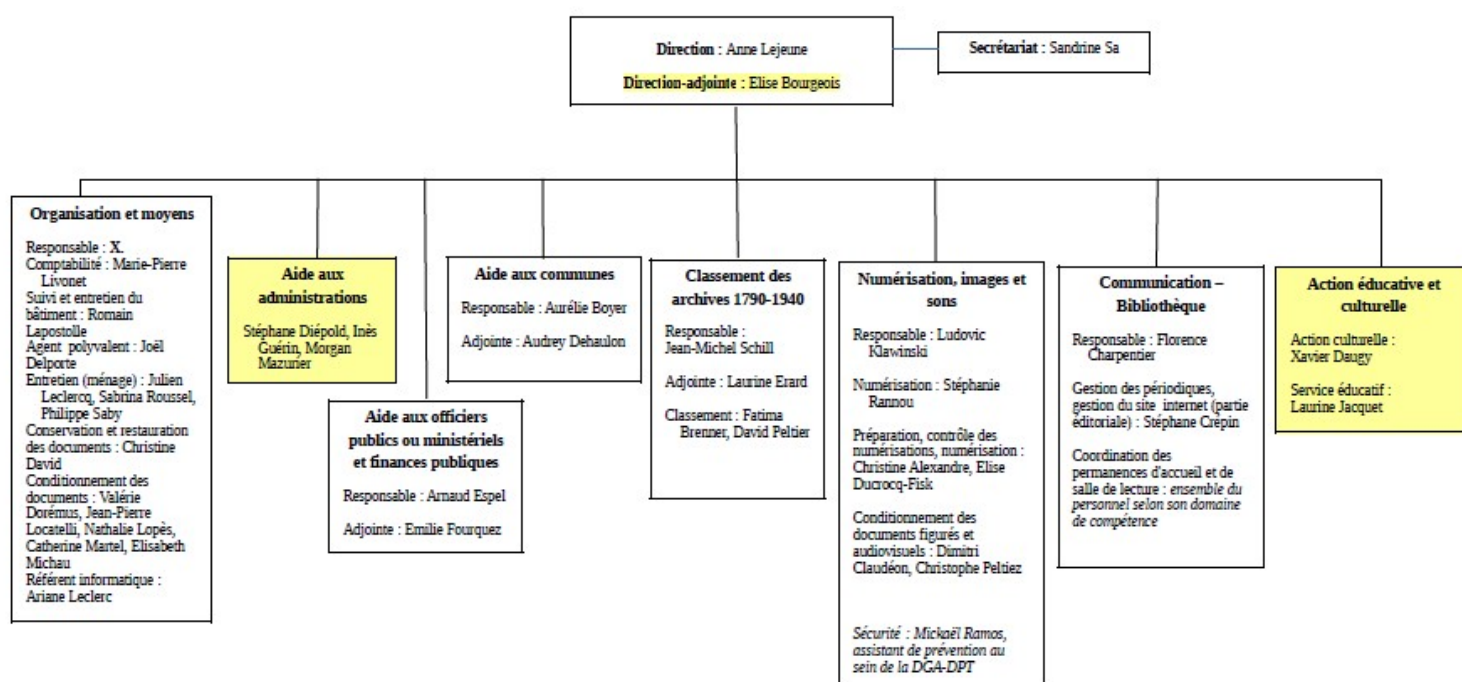 Direction : Anne Lejeune
Direction-adjointe : Elise Bourgeois
Secrétariat : Sandrine Sa
Organisation et moyens
Responsable : X.
Comptabilité : Marie-Pierre
Livonet
Suivi et entretien du
bâtiment : Romain
Lapostolle
Agent polyvalent : Joël
Delporte
Entretien (ménage) : Julien
Leclercq, Sabrina Roussel,
Philippe Saby
Conservation et restauration
des documents : Christine
David
Conditionnement des
documents : Valérie
Dorémus, Jean-Pierre
Locatelli, Nathalie Lopès,
Catherine Martel, Elisabeth
Michau
Référent informatique :
Ariane Leclerc
Aide aux
administrations
Stéphane Diépold, Inès
Guérin, Morgan
Mazurier
Aide aux officiers
publics ou ministériels
et finances publiques
Responsable : Arnaud Espel
Adjointe : Emilie Fourquez
Aide aux communes
Responsable : Aurélie Boyer
Adjointe : Audrey Dehaulon
Classement des
archives 1790-1940
Responsable :
Jean-Michel Schill
Adjointe : Laurine Erard
Classement : Fatima
Brenner, David Peltier
Numérisation, images et
sons
Responsable : Ludovic
Klawinski
Numérisation : Stéphanie
Rannou
Préparation, contrôle des
numérisations, numérisation :
Christine Alexandre, Elise
Ducrocq-Fisk
Conditionnement des
documents figurés et
audiovisuels : Dimitri
Claudéon, Christophe Peltiez
Sécurité : Mickaël Ramos,
assistant de prévention au
sein de la DGA-DPT
Communication –
Bibliothèque
Responsable : Florence
Charpentier
Gestion des périodiques,
gestion du site internet (partie
éditoriale) : Stéphane Crépin
Coordination des
permanences d'accueil et de
salle de lecture : ensemble du
personnel selon son domaine
de compétence
Action éducative et
culturelle
Action culturelle :
Xavier Daugy
Service éducatif :
Laurine Jacquet